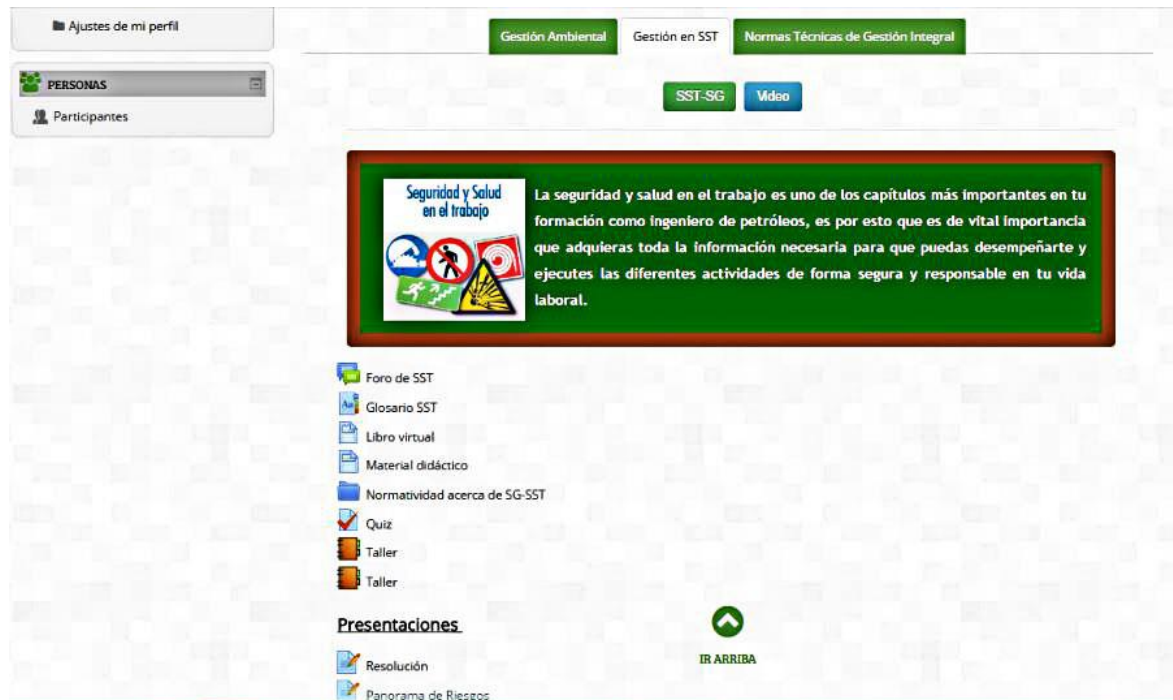 Ajustes de mi perfil
PERSONAS
Participantes
Gestión Ambiental
Gestión en SST
Normas Técnicas de Gestión Integral
SST-SG
Video
Seguridad y Salud
en el trabajo
La seguridad y salud en el trabajo es uno de los capítulos más importantes en tu
formación como ingeniero de petróleos, es por esto que es de vital importancia
que adquieras toda la información necesaria para que puedas desempeñarte y
ejecutes las diferentes actividades de forma segura y responsable en tu vida
laboral.
Foro de SST
Glosario SST
Libro virtual
Material didáctico
Normatividad acerca de SG-SST
Quiz
Taller
Taller
Presentaciones
Resolución
Panorama de Riesgos
IR ARRIBA